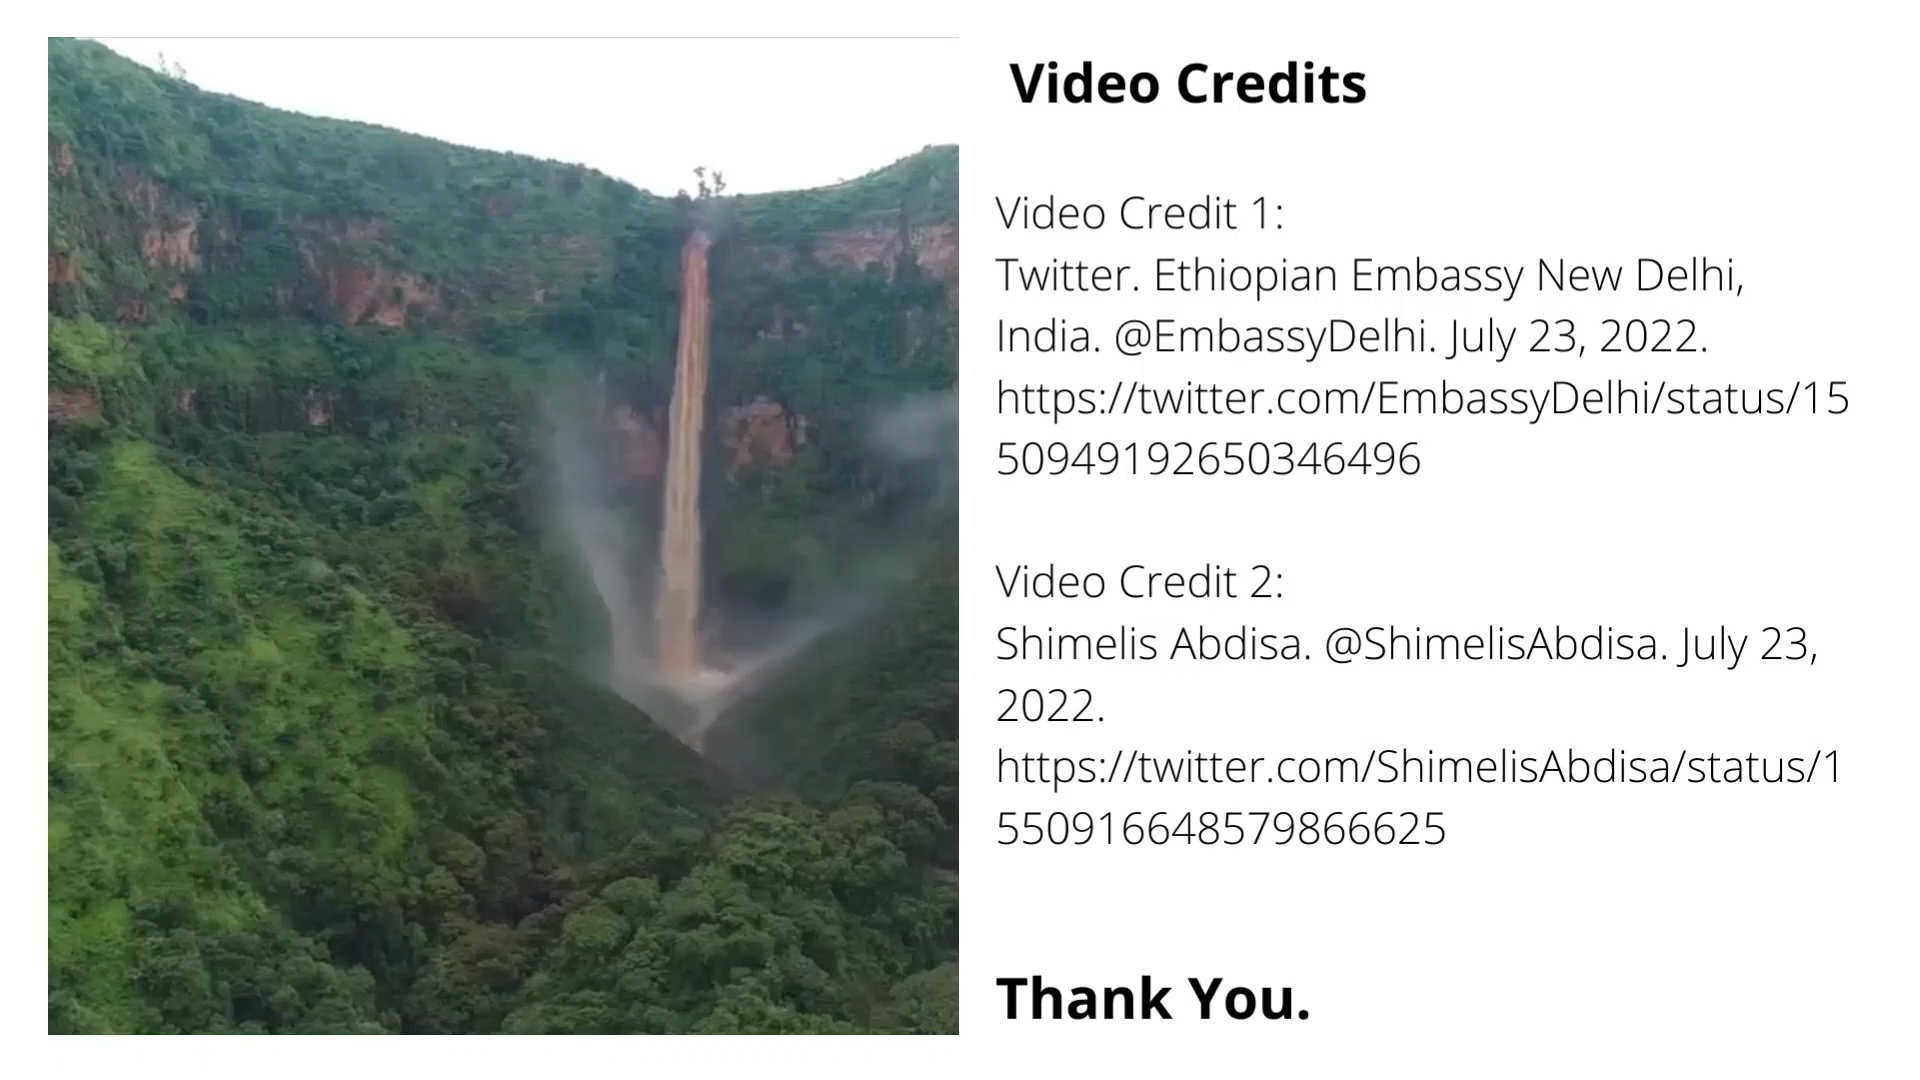 Video Credits
Video Credit 1:
Twitter. Ethiopian Embassy New Delhi,
India. @EmbassyDelhi. July 23, 2022.
https://twitter.com/EmbassyDelhi/status/15
50949192650346496
Video Credit 2:
Shimelis Abdisa. @ShimelisAbdisa. July 23,
2022.
https://twitter.com/ShimelisAbdisa/status/1
550916648579866625
Thank You.